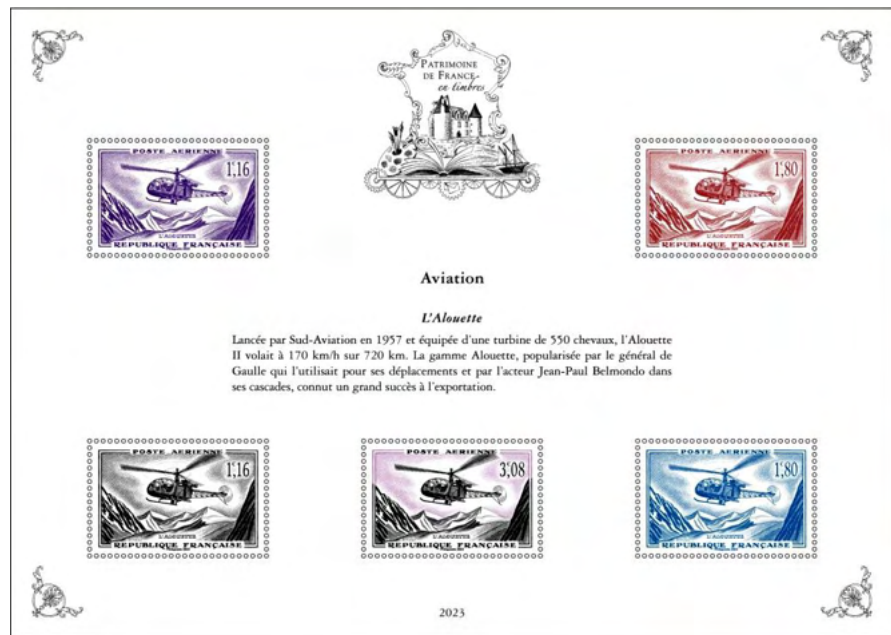 PATRIMOINE
DE FRANCE
en timbres
POSTE AERIENNE
1,16
L'ALOUETTE
REPUBLIQUE FRANÇAISE
POSTE AERIENNE
1,80
L'ALOUETTE
REPUBLIQUE FRANÇAISE
Aviation
L'Alouette
Lancée par Sud-Aviation en 1957 et équipée d'une turbine de 550 chevaux, l'Alouette
II volait à 170 km/h sur 720 km. La gamme Alouette, popularisée par le général de
Gaulle qui l'utilisait pour ses déplacements et par l'acteur Jean-Paul Belmondo dans
ses cascades, connut un grand succès à l'exportation.
POSTE AERIENNE
1,16
L'ALOUETTE
REPUBLIQUE FRANÇAISE
POSTE AERIENNE
3,08
L'ALOUETTE
REPUBLIQUE FRANÇAISE
POSTE AERIENNE
1,80
L'ALOUETTE
REPUBLIQUE FRANÇAISE
2023